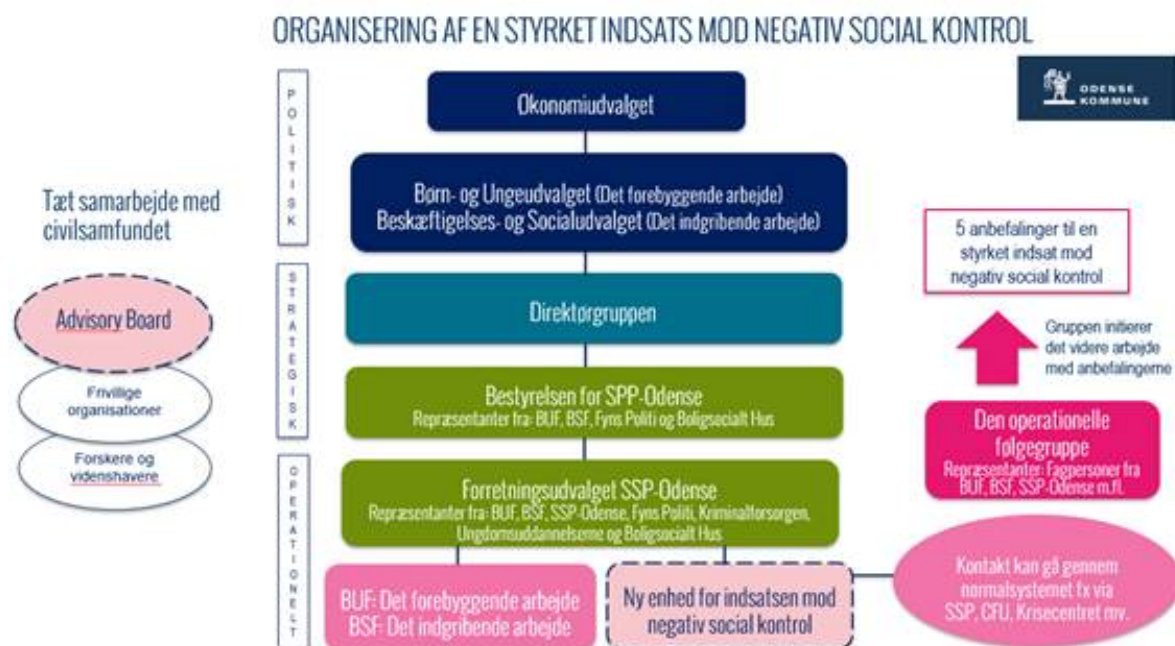 ORGANISERING AF EN STYRKET INDSATS MOD NEGATIV SOCIAL KONTROL
ODENSE
KOMMUNE
POLITISK
Økonomiudvalget
Børn- og Ungeudvalget (Det forebyggende arbejde)
Beskæftigelses- og Socialudvalget (Det indgribende arbejde)
Tæt samarbejde med
civilsamfundet
Advisory Board
Frivillige
organisationer
Forskere og
videnshavere
STRATEGISK
Direktørgruppen
Bestyrelsen for SPP-Odense
Repræsentanter fra: BUF, BSF, Fyns Politi og Boligsocialt Hus
OPERATIONELT
Forretningsudvalget SSP-Odense
Repræsentanter fra: BUF, BSF, SSP-Odense, Fyns Politi, Kriminalforsorgen,
Ungdomsuddannelserne og Boligsocialt Hus
BUF: Det forebyggende arbejde
BSF: Det indgribende arbejde
Ny enhed for indsatsen mod
negativ social kontrol
5 anbefalinger til en
styrket indsat mod
negativ social kontrol
Gruppen initierer
det videre arbejde
med anbefalingerne
Den operationelle
følgegruppe
Repræsentanter: Fagpersoner fra
BUF, BSF, SSP-Odense m.fl.
Kontakt kan gå gennem
normalsystemet fx via
SSP, CFU, Krisecentret mv.